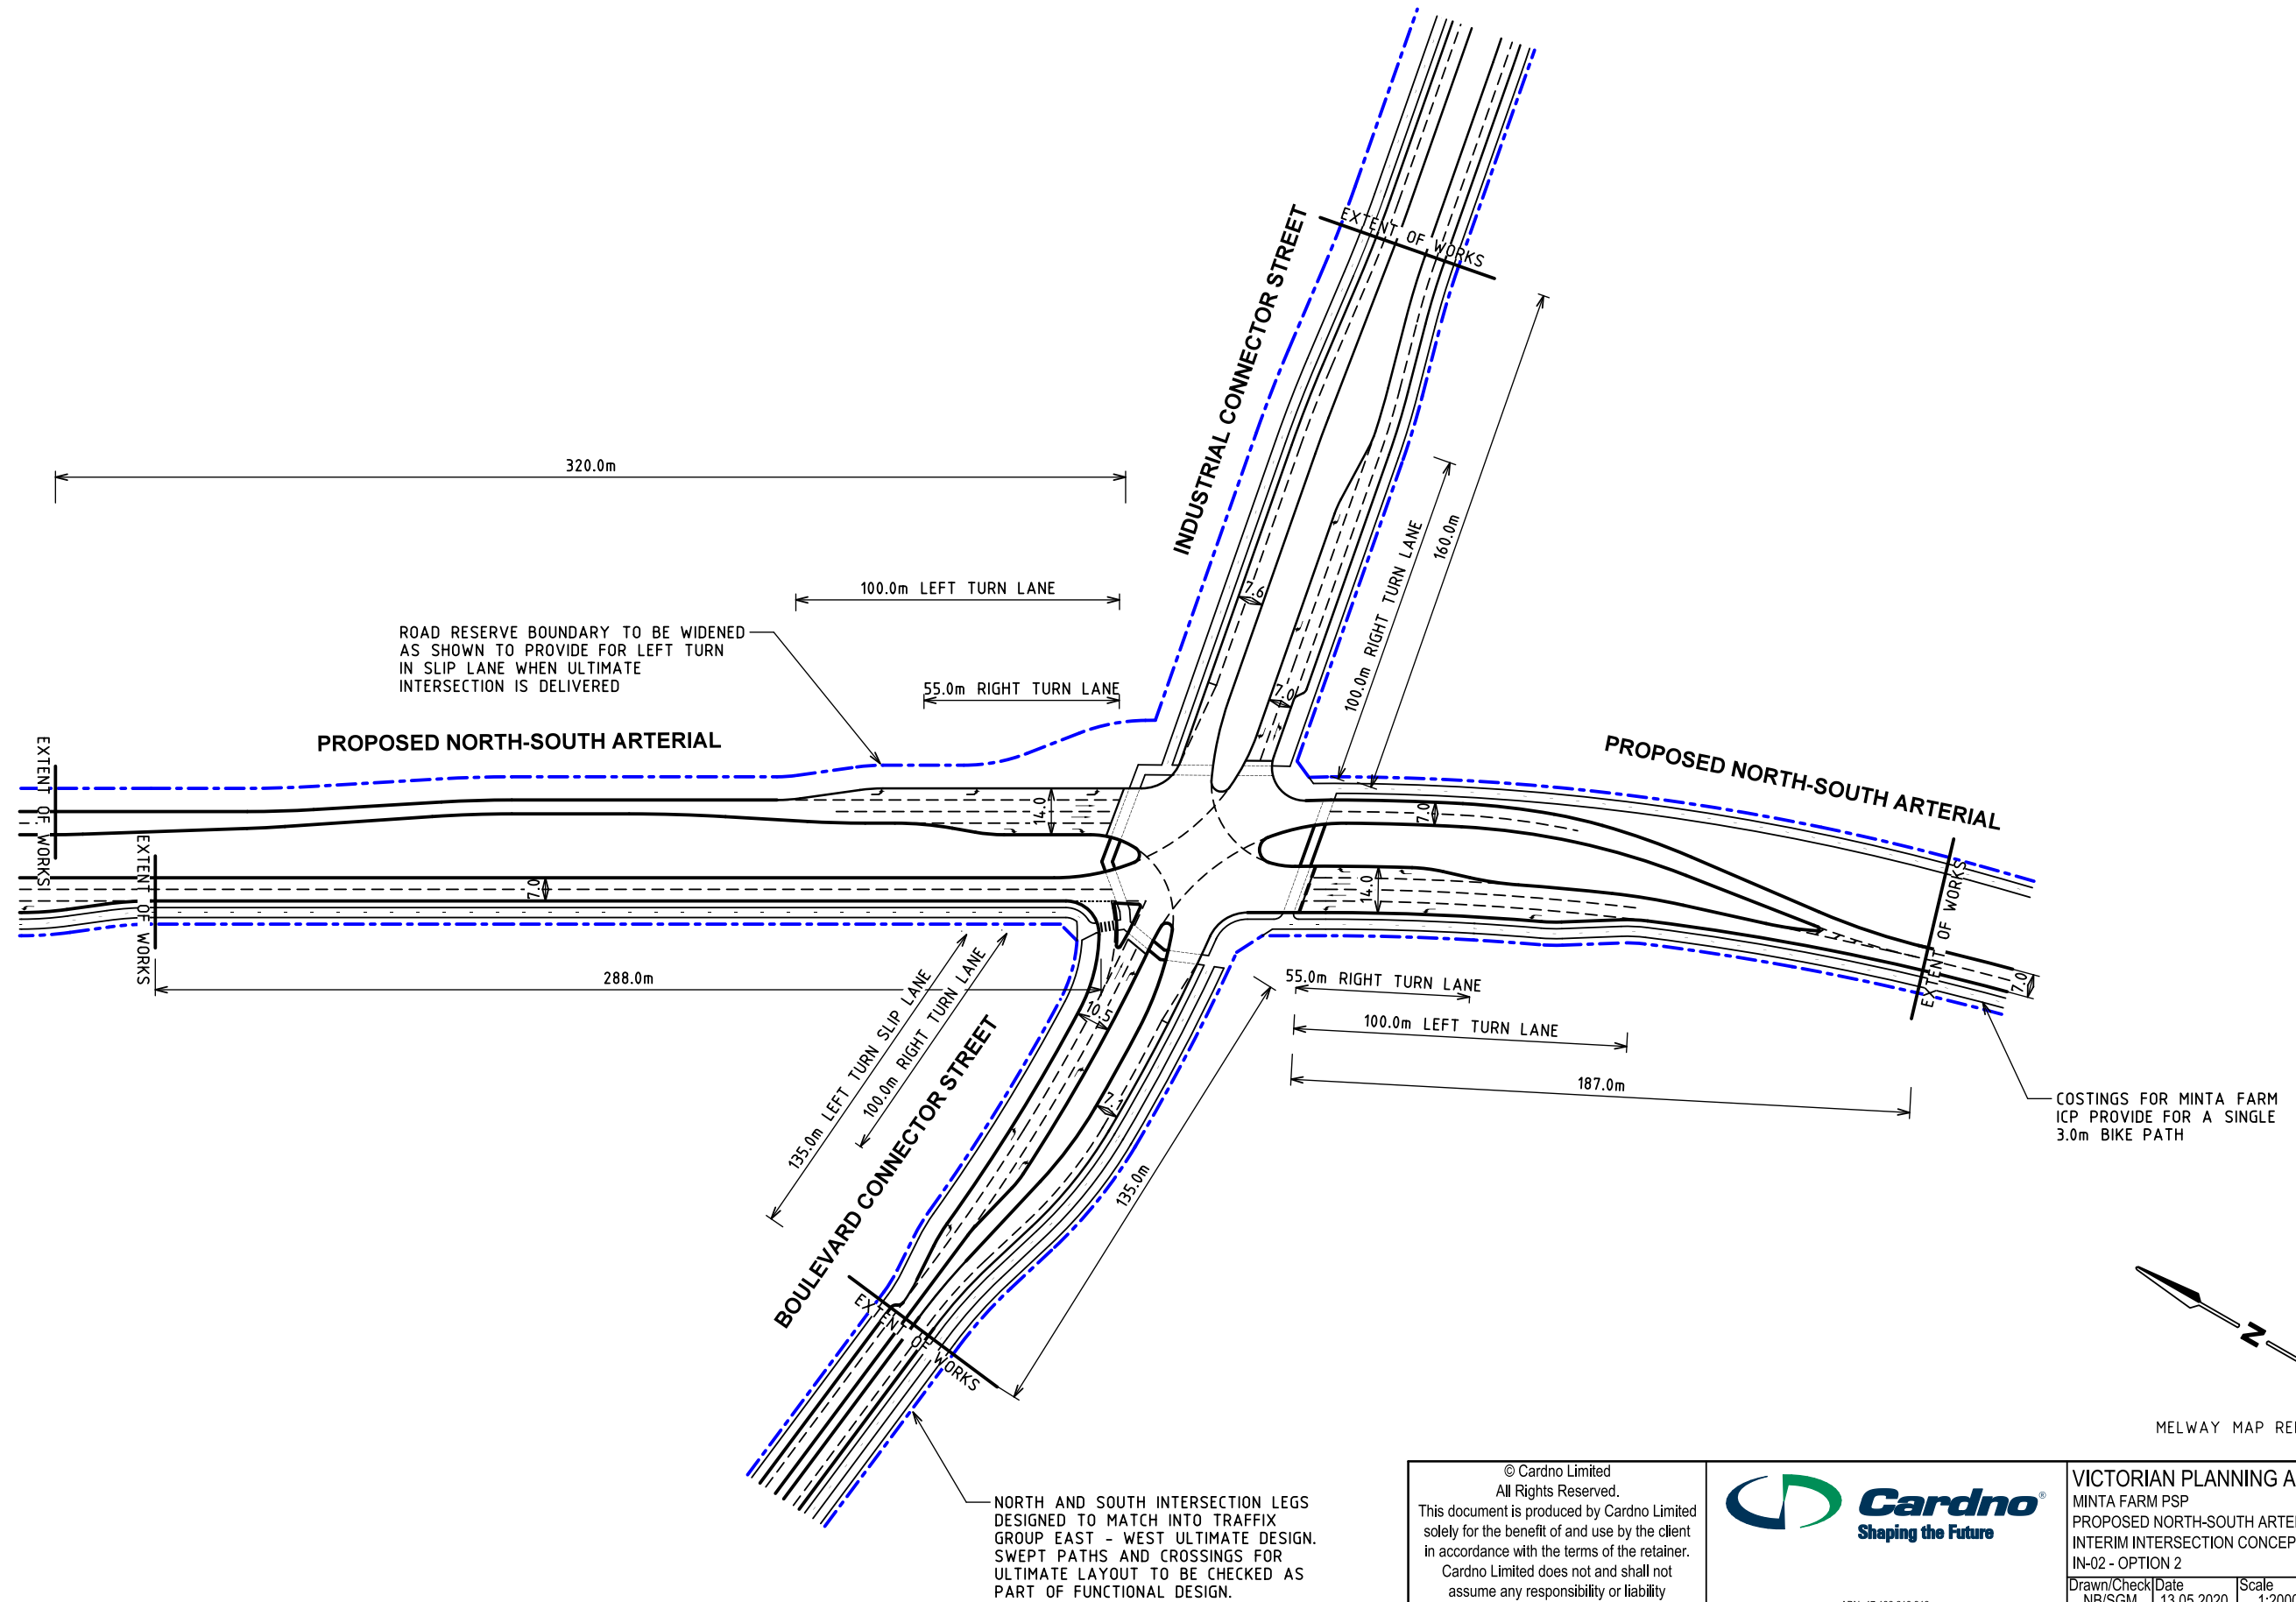 EXTENT OF WORKS
INDUSTRIAL CONNECTOR STREET
320.0m
160.0m
100.0m RIGHT TURN LANE
7.6
7.0
100.0m LEFT TURN LANE
ROAD RESERVE BOUNDARY TO BE WIDENED
AS SHOWN TO PROVIDE FOR LEFT TURN
IN SLIP LANE WHEN ULTIMATE
INTERSECTION IS DELIVERED
55.0m RIGHT TURN LANE
PROPOSED NORTH-SOUTH ARTERIAL
PROPOSED NORTH-SOUTH ARTERIAL
EXTENT OF WORKS
EXTENT OF WORKS
14.0
7.0
7.0
14.0
EXTENT OF WORKS
7.0
288.0m
55.0m RIGHT TURN LANE
100.0m LEFT TURN LANE
187.0m
135.0m LEFT TURN SLIP LANE
100.0m RIGHT TURN LANE
10.5
7.1
BOULEVARD CONNECTOR STREET
135.0m
EXTENT OF WORKS
COSTINGS FOR MINTA FARM
ICP PROVIDE FOR A SINGLE
3.0m BIKE PATH
N
MELWAY MAP
NORTH AND SOUTH INTERSECTION LEGS
DESIGNED TO MATCH INTO TRAFFIX
GROUP EAST - WEST ULTIMATE DESIGN.
SWEPT PATHS AND CROSSINGS FOR
ULTIMATE LAYOUT TO BE CHECKED AS
PART OF FUNCTIONAL DESIGN.
© Cardno Limited
All Rights Reserved.
This document is produced by Cardno Limited
solely for the benefit of and use by the client
in accordance with the terms of the retainer.
Cardno Limited does not and shall not
assume any responsibility or liability
Cardno®
Shaping the Future
VICTORIAN PLANNING
MINTA FARM PSP
PROPOSED NORTH-SOUTH
INTERIM INTERSECTION
IN-02 - OPTION 2
Drawn/Check Date Scale
NB/SGM 13.05.2020 1:2000